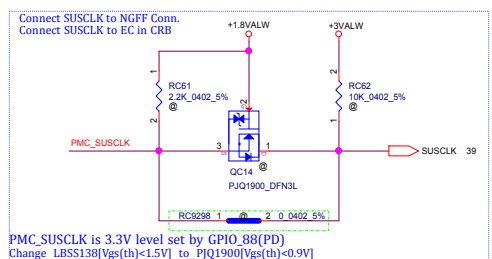 Connect SUSCLK to NGFF Conn.
Connect SUSCLK to EC in CRB
+1.8VALW
+3VALW
1
RC61
2.2K_0402_5%
@
2
2
2
RC62
10K_0402_5%
@
1
PMC_SUSCLK
3
1
SUSCLK 39
@
QC14
PJQ1900_DFN3L
RC9298 1 @ 2 0_0402_5%
PMC_SUSCLK is 3.3V level set by GPIO_88(PD)
Change LBSS138[Vgs(th)<1.5V] to PJQ1900[Vgs(th)<0.9V]